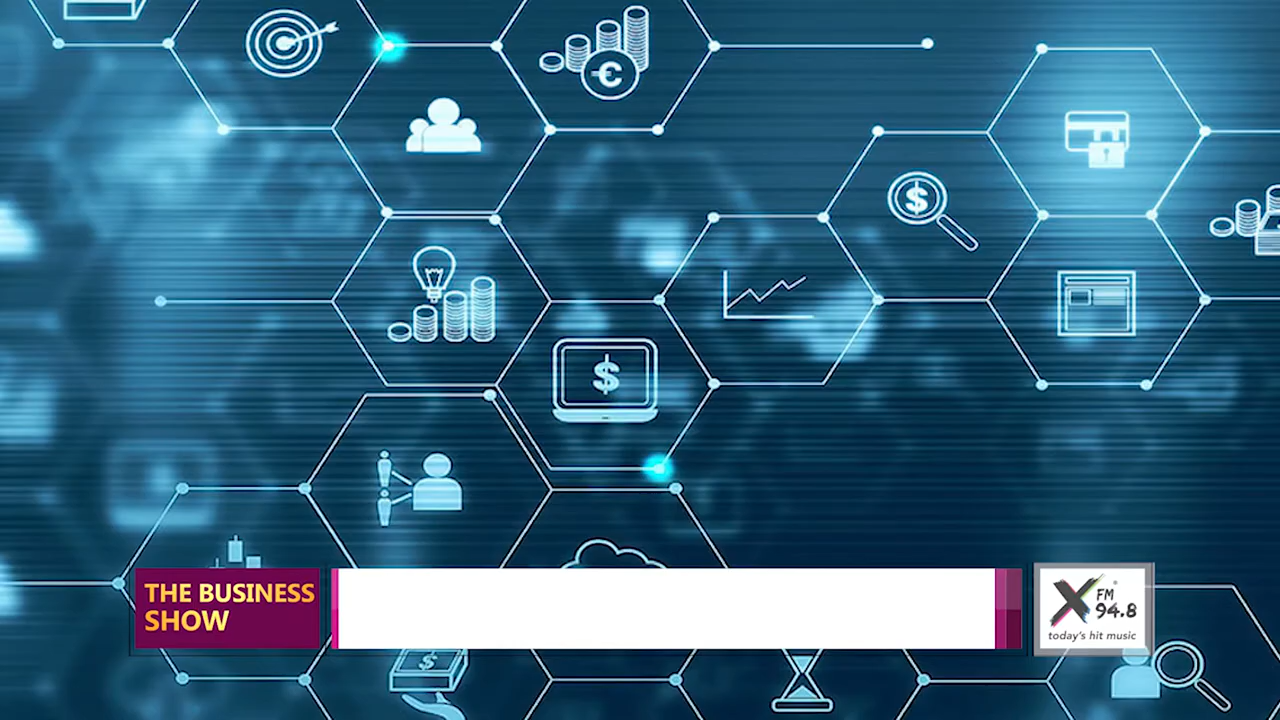 €
$
$
THE BUSINESS
SHOW
X FM
94.8
today's hit music
$